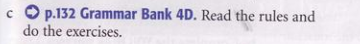 c p.132 Grammar Bank 4D. Read the rules and
do the exercises.